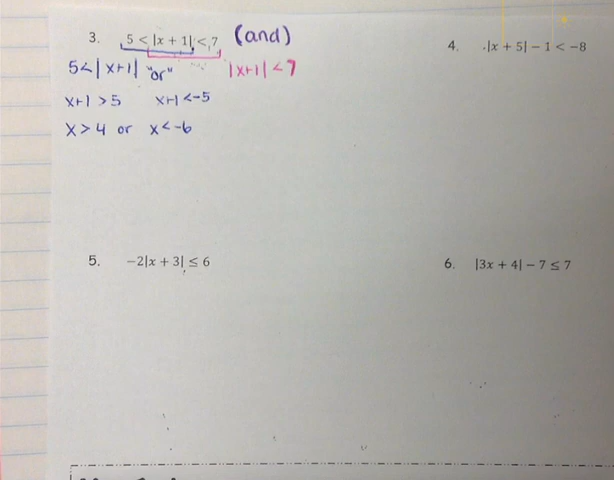 3. 5 < |x + 1| < 7 (and)
5 < |x+1| "or" |x+1| < 7
x+1 > 5 x+1 < -5
x > 4 or x < -6
4. |x + 5| − 1 < −8
5. −2|x + 3| ≤ 6
6. |3x + 4| − 7 ≤ 7